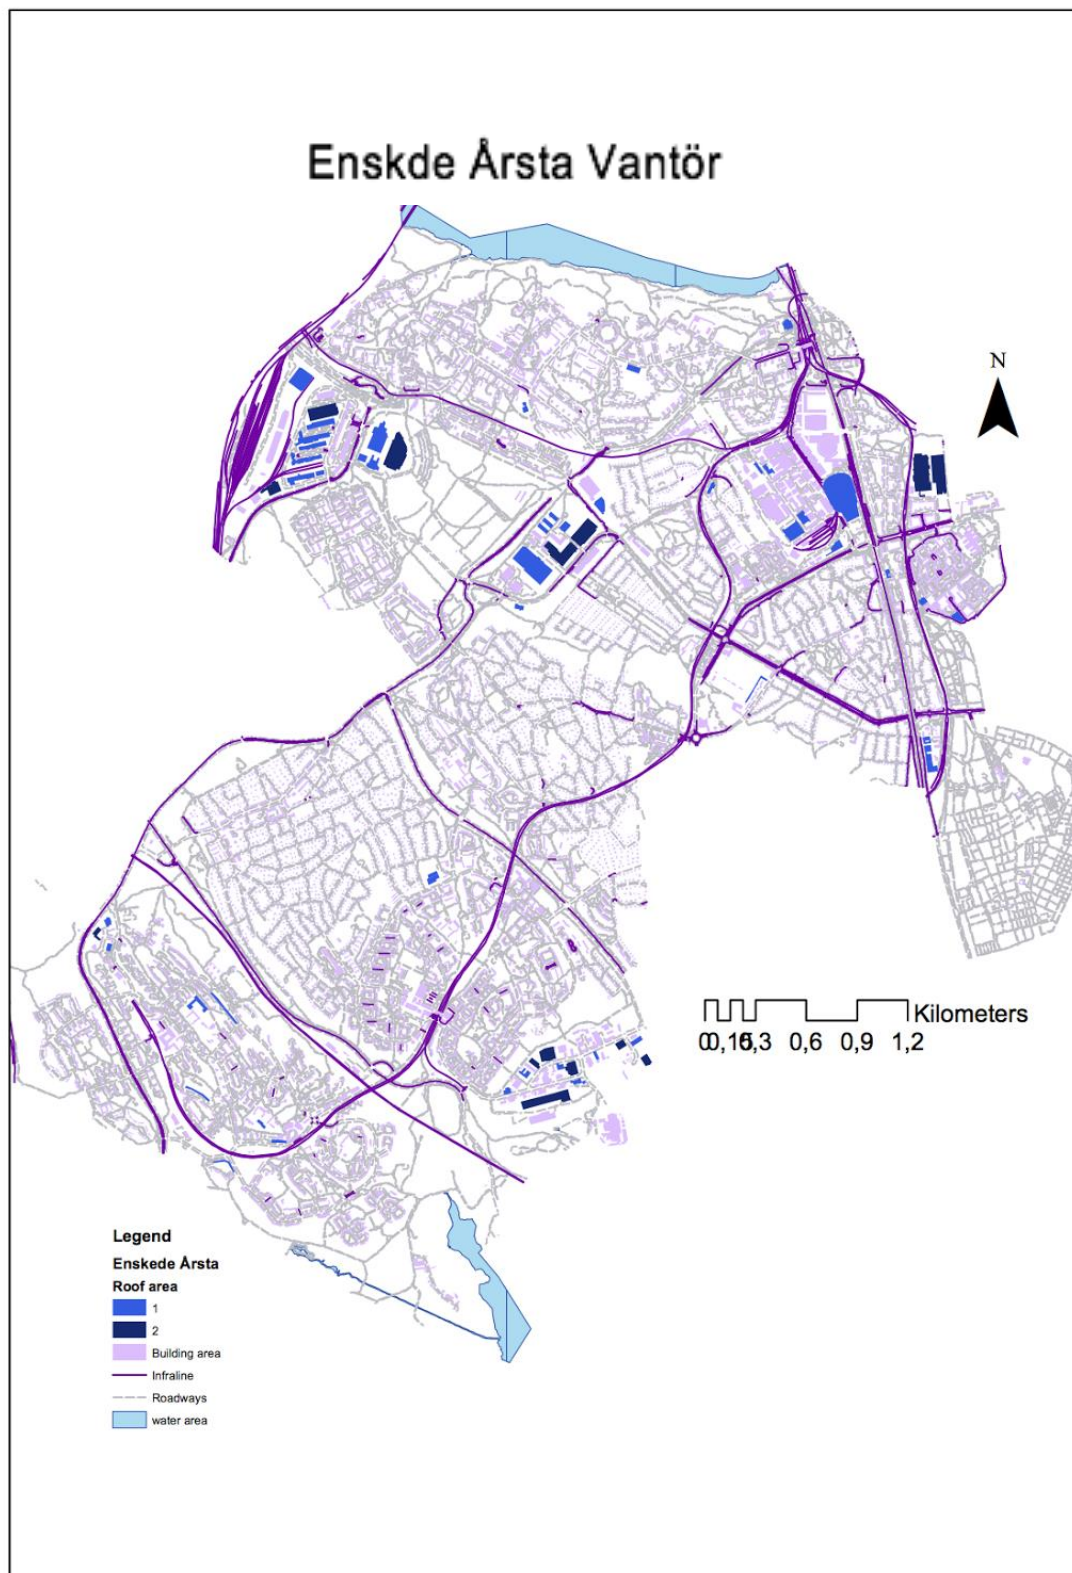 Enskde Årsta Vantör
N
Kilometers
0 0,15 0,3 0,6 0,9 1,2
Legend
Enskede Årsta
Roof area
1
2
Building area
Infraline
Roadways
water area